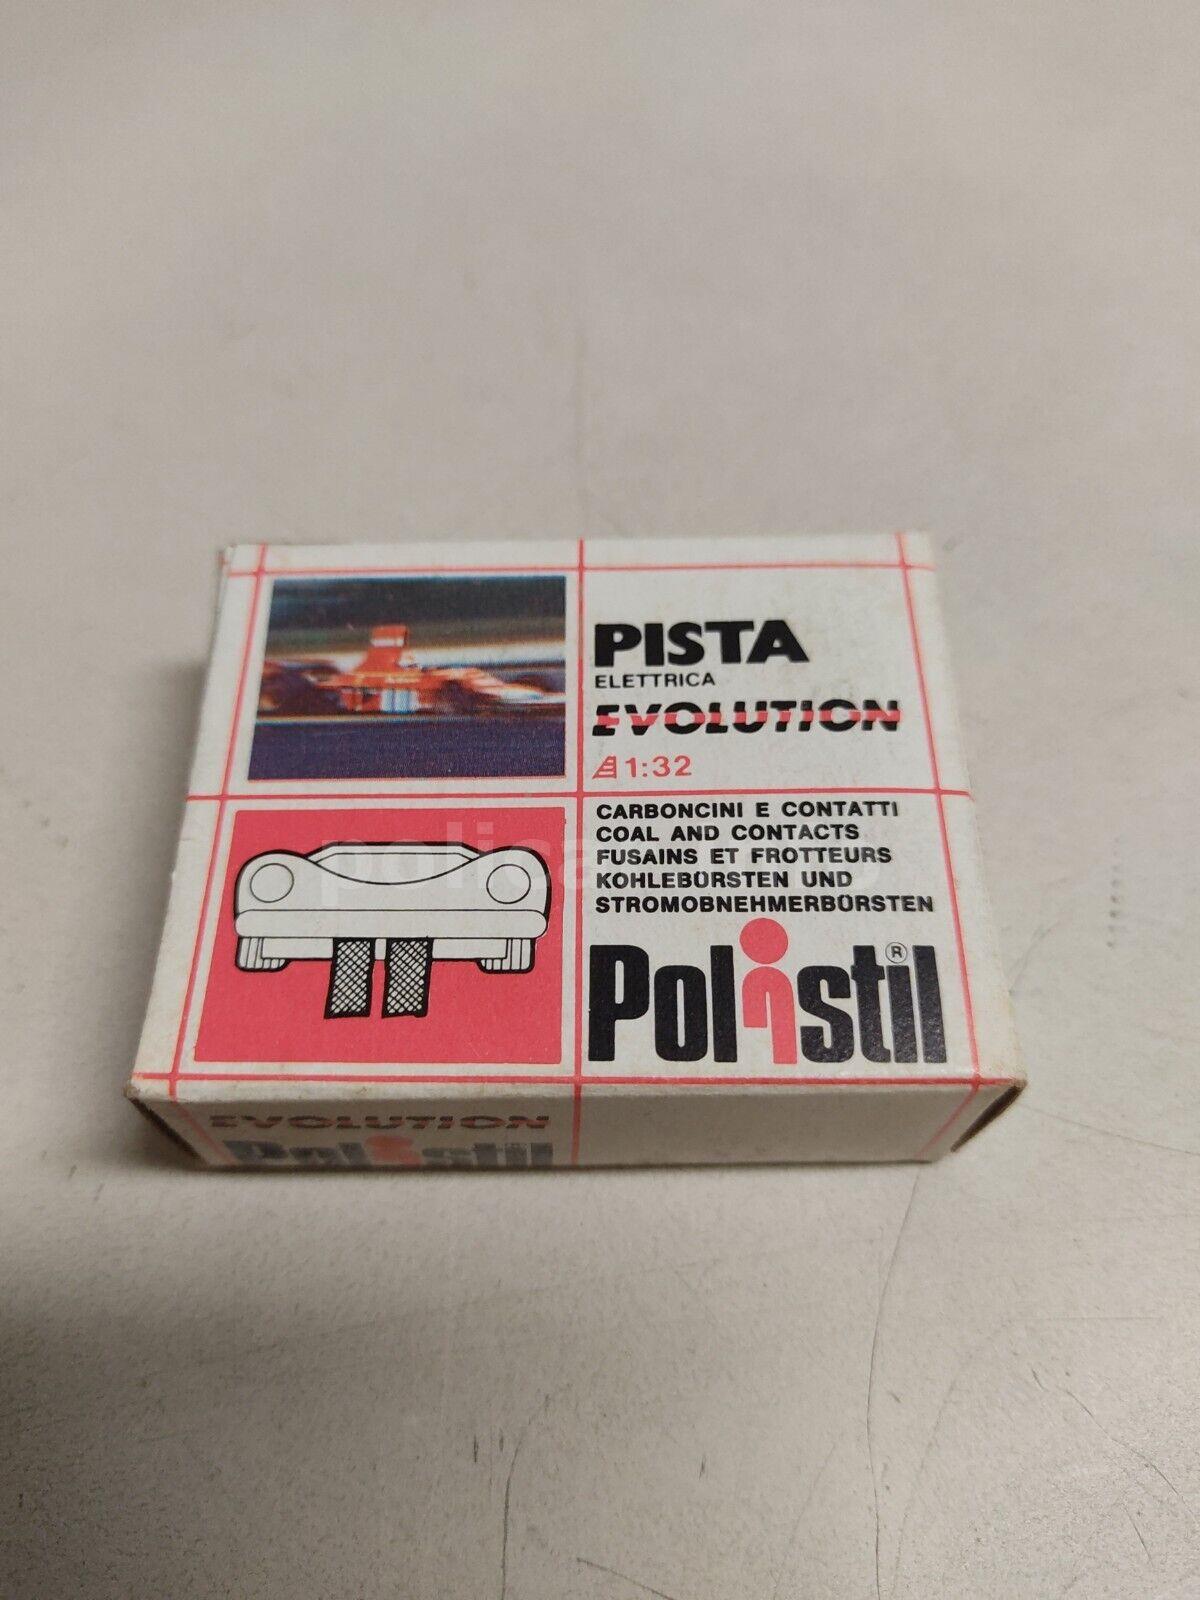 PISTA
ELETTRICA
EVOLUTION
1:32
CARBONCINI E CONTATTI
COAL AND CONTACTS
FUSAINS ET FROTTEURS
KOHLEBÜRSTEN UND
STROMOBNEHMERBÜRSTEN
Polistil®
EVOLUTION
Polistil